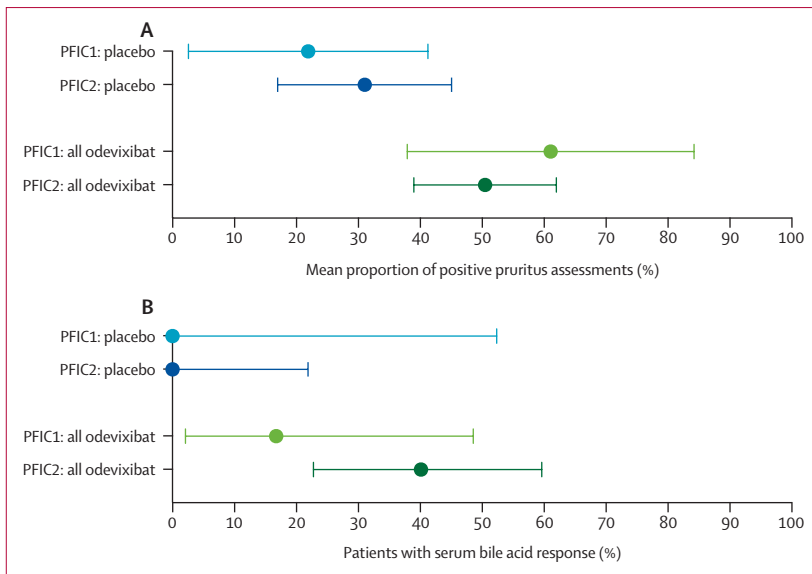 A
PFIC1: placebo
PFIC2: placebo
PFIC1: all odevixibat
PFIC2: all odevixibat
0 10 20 30 40 50 60 70 80 90 100
Mean proportion of positive pruritus assessments (%)
B
PFIC1: placebo
PFIC2: placebo
PFIC1: all odevixibat
PFIC2: all odevixibat
0 10 20 30 40 50 60 70 80 90 100
Patients with serum bile acid response (%)